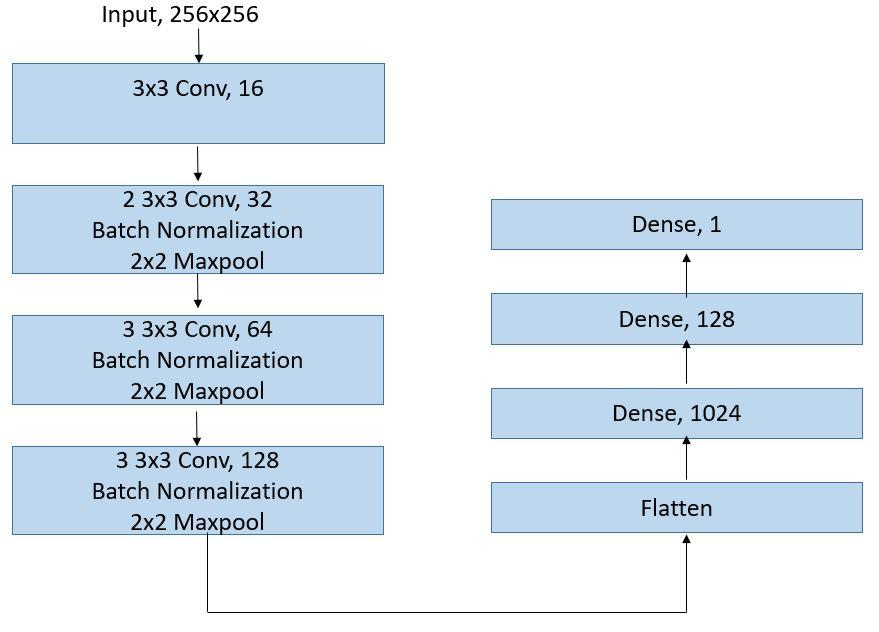 Input, 256x256
3x3 Conv, 16
2 3x3 Conv, 32
Batch Normalization
2x2 Maxpool
3 3x3 Conv, 64
Batch Normalization
2x2 Maxpool
3 3x3 Conv, 128
Batch Normalization
2x2 Maxpool
Flatten
Dense, 1024
Dense, 128
Dense, 1